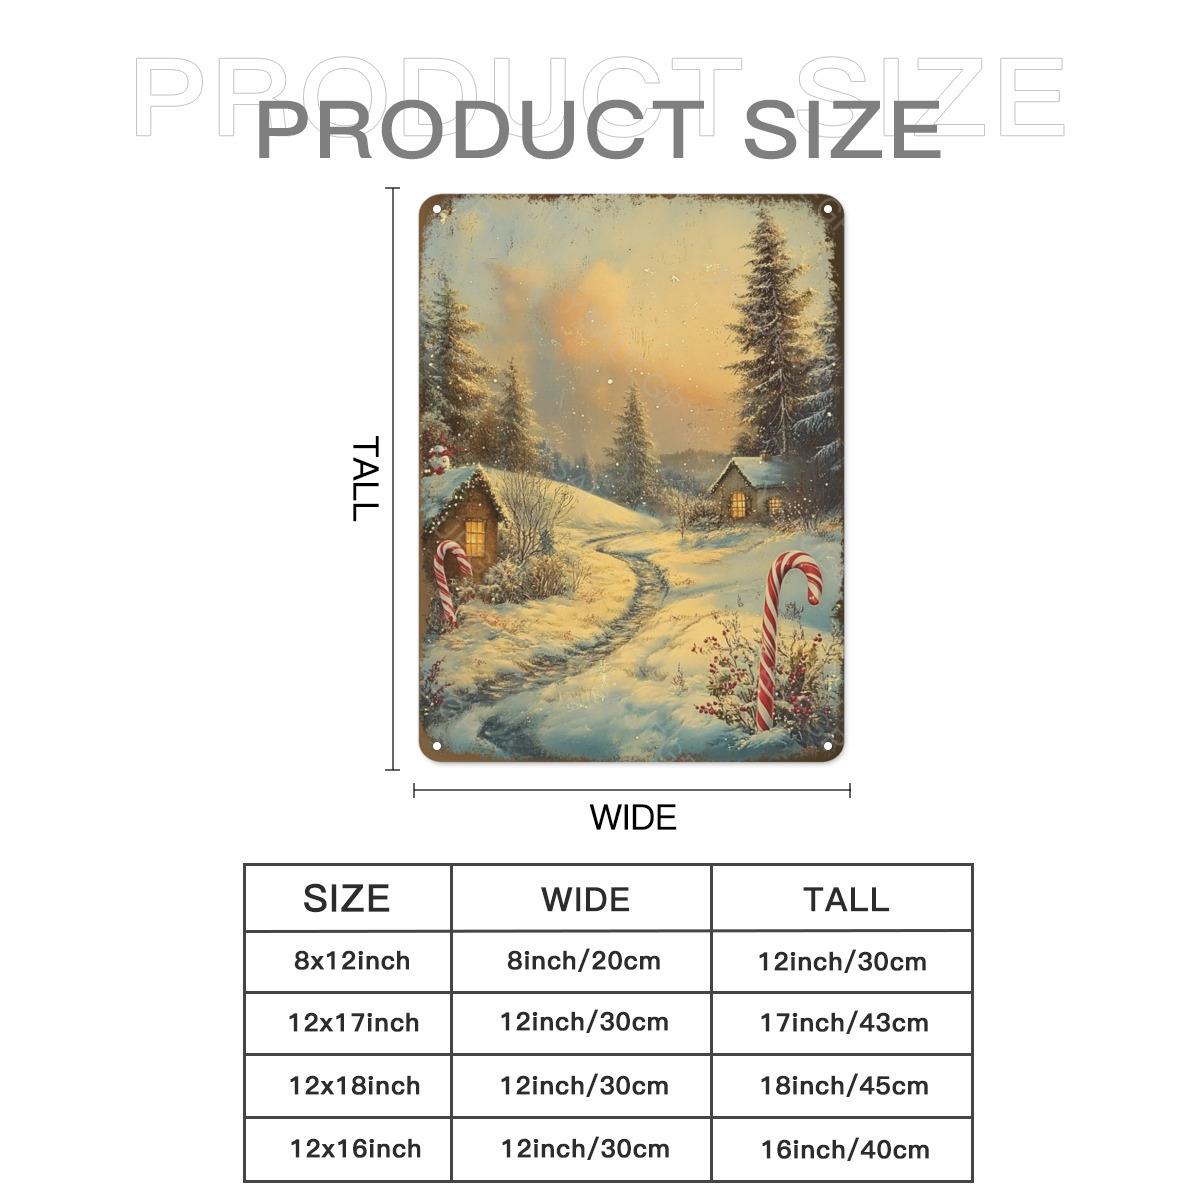 PRODUCT SIZE
PRODUCT SIZE
TALL
WIDE
SIZE WIDE TALL
8x12inch 8inch/20cm 12inch/30cm
12x17inch 12inch/30cm 17inch/43cm
12x18inch 12inch/30cm 18inch/45cm
12x16inch 12inch/30cm 16inch/40cm